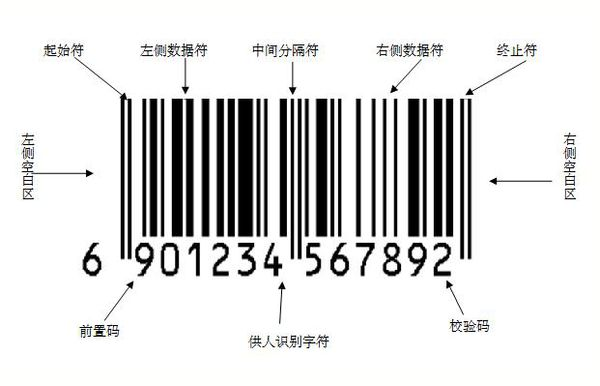 起始符
左侧数据符
中间分隔符
右侧数据符
终止符
左侧空白区
右侧空白区
6 901234 567892
前置码
供人识别字符
校验码